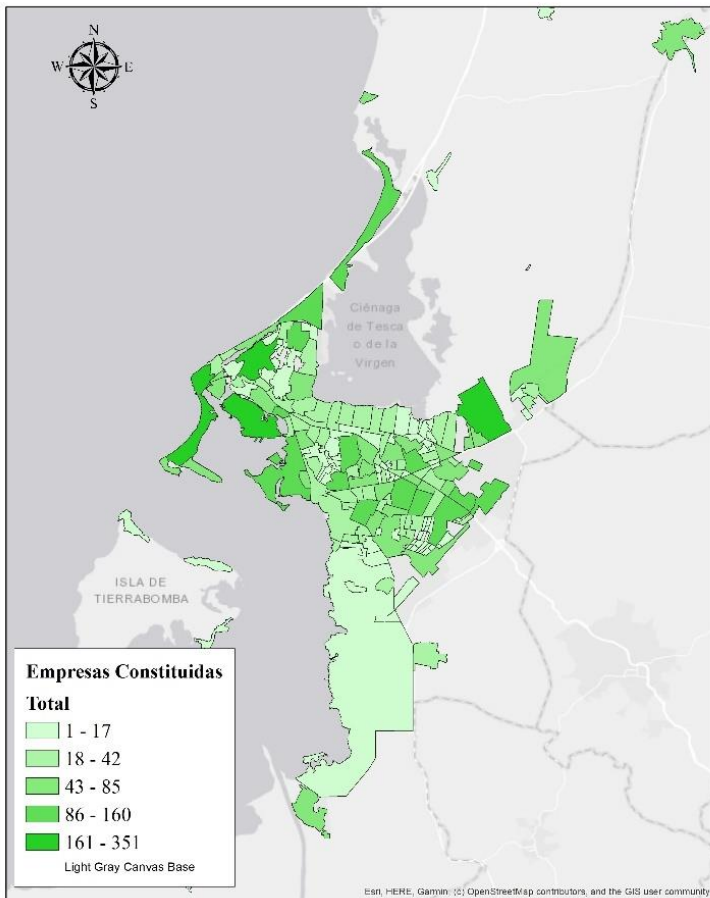 N
W E
S
Ciénaga
de Tesca
o de la
Virgen
ISLA DE
TIERRABOMBA
Empresas Constituidas
Total
1 - 17
18 - 42
43 - 85
86 - 160
161 - 351
Light Gray Canvas Base
Esri, HERE, Garmin, (c) OpenStreetMap contributors, and the GIS user community